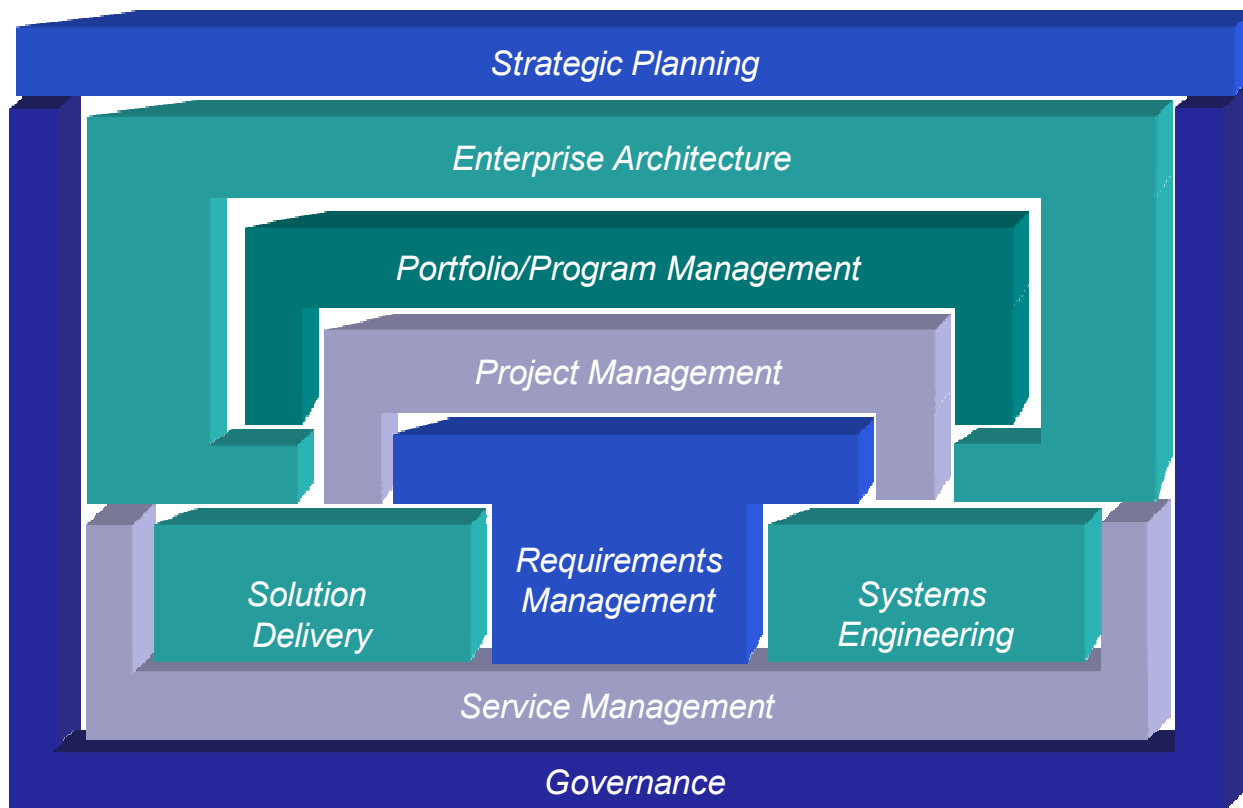 Strategic Planning
Enterprise Architecture
Portfolio/Program Management
Project Management
Requirements
Management
Solution
Delivery
Systems
Engineering
Service Management
Governance